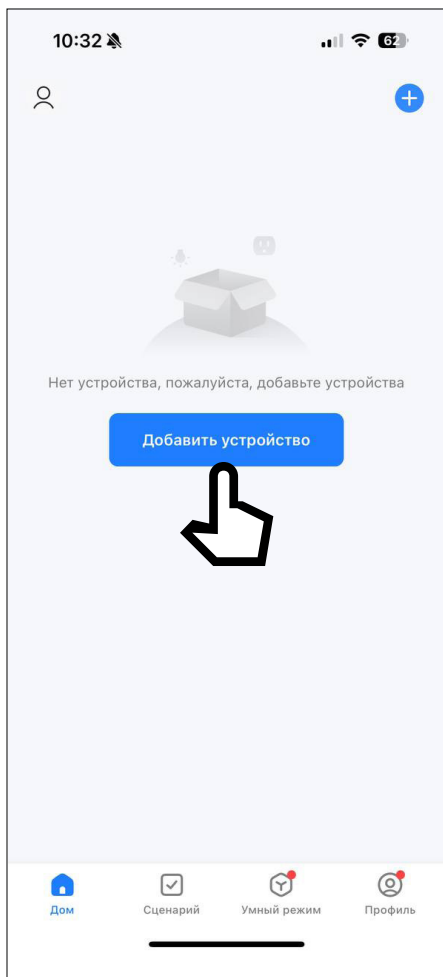 10:32
62
Нет устройства, пожалуйста, добавьте устройства
Добавить устройство
Дом
Сценарий
Умный режим
Профиль